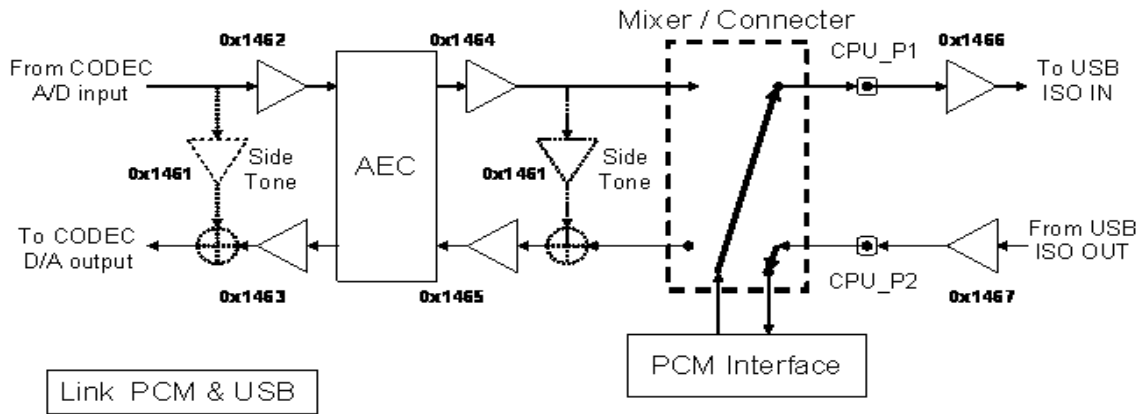 Mixer / Connecter
0x1462
0x1464
CPU_P1
0x1466
From CODEC
A/D input
To USB
ISO IN
0x1461
Side
Tone
AEC
0x1461
Side
Tone
To CODEC
D/A output
From USB
ISO OUT
0x1463
0x1465
CPU_P2
0x1467
PCM Interface
Link PCM & USB